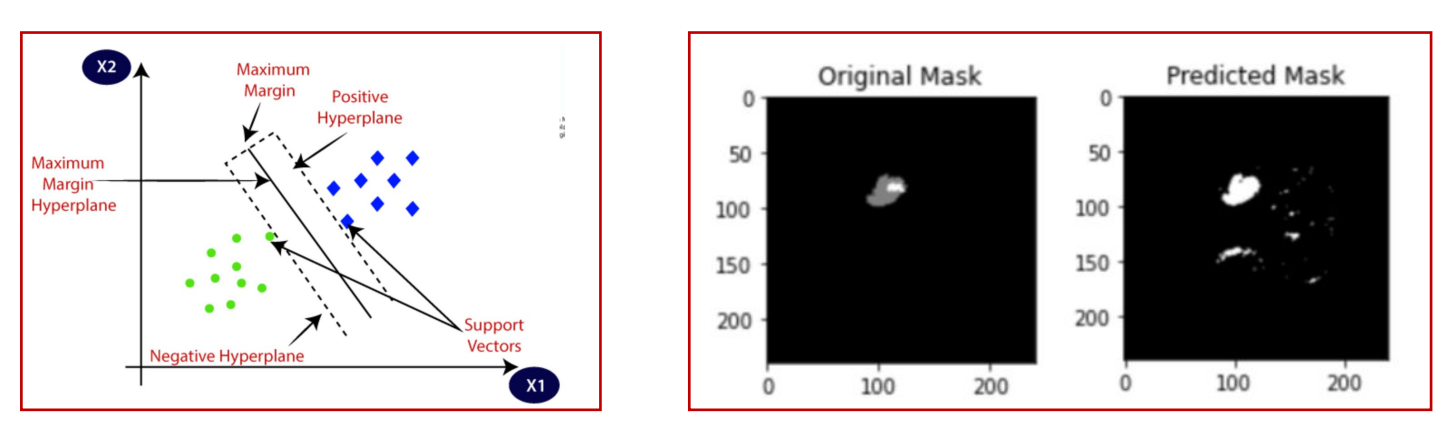 X2
Maximum
Margin
Positive
Hyperplane
Maximum
Margin
Hyperplane
Support
Vectors
Negative Hyperplane
X1
Original Mask
0
50
100
150
200
0
100
200
Predicted Mask
0
50
100
150
200
0
100
200